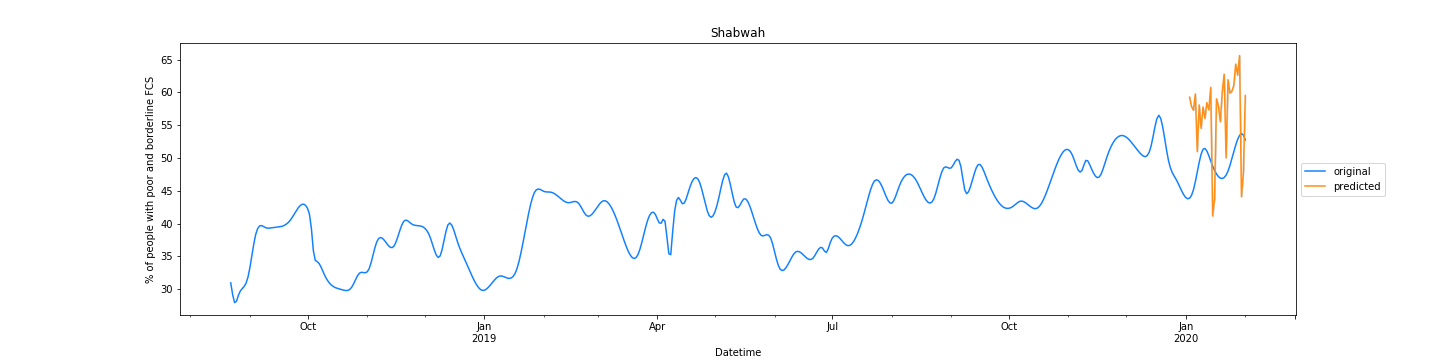 Shabwah
% of people with poor and borderline FCS
65
60
55
50
45
40
35
30
Oct
Jan
2019
Apr
Jul
Oct
Jan
2020
Datetime
original
predicted